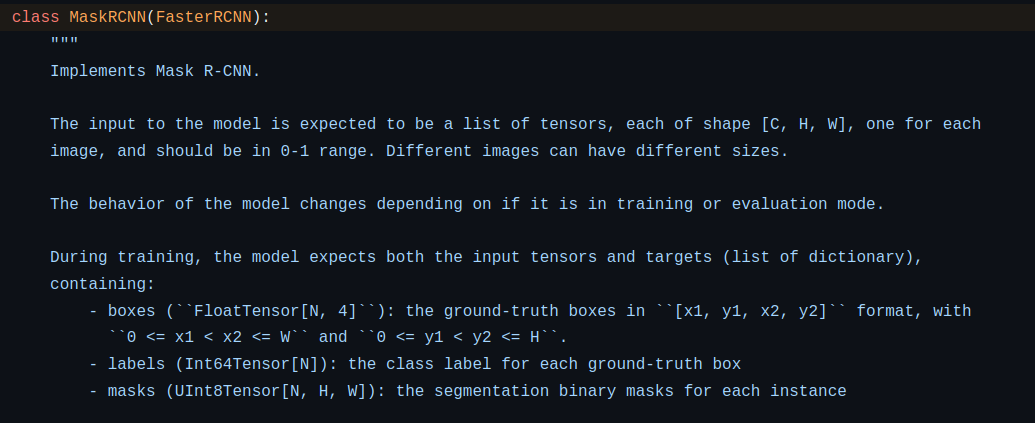 class MaskRCNN(FasterRCNN):
"""
Implements Mask R-CNN.
The input to the model is expected to be a list of tensors, each of shape [C, H, W], one for each
image, and should be in 0-1 range. Different images can have different sizes.
The behavior of the model changes depending on if it is in training or evaluation mode.
During training, the model expects both the input tensors and targets (list of dictionary),
containing:
- boxes (``FloatTensor[N, 4]``): the ground-truth boxes in ``[x1, y1, x2, y2]`` format, with
``0 <= x1 < x2 <= W`` and ``0 <= y1 < y2 <= H``.
- labels (Int64Tensor[N]): the class label for each ground-truth box
- masks (UInt8Tensor[N, H, W]): the segmentation binary masks for each instance